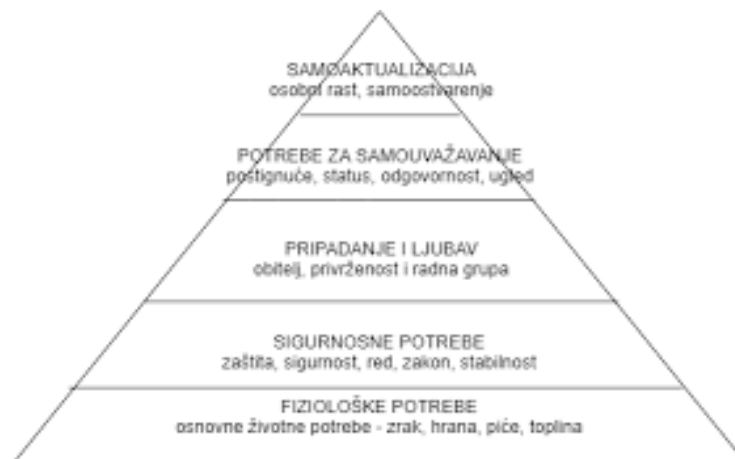 SAMOAKTUALIZACIJA
osobni rast, samoostvarenje
POTREBE ZA SAMOUVAŽAVANJE
postignuće, status, odgovornost, ugled
PRIPADANJE I LJUBAV
obitelj, privrženost i radna grupa
SIGURNOSNE POTREBE
zaštita, sigurnost, red, zakon, stabilnost
FIZIOLOŠKE POTREBE
osnovne životne potrebe - zrak, hrana, piće, toplina